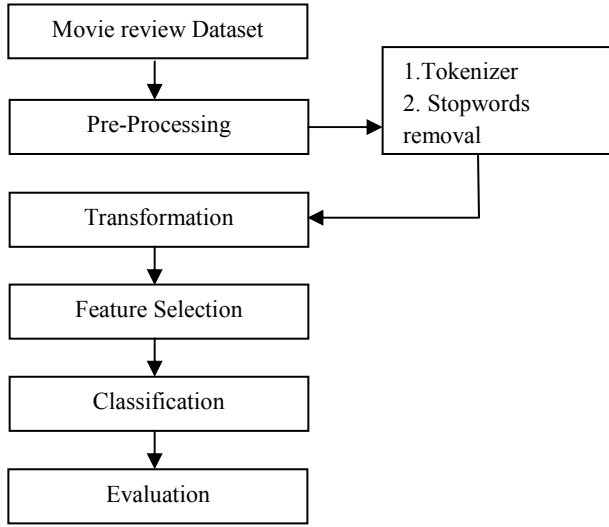 Movie review Dataset
Pre-Processing
1.Tokenizer
2. Stopwords
removal
Transformation
Feature Selection
Classification
Evaluation